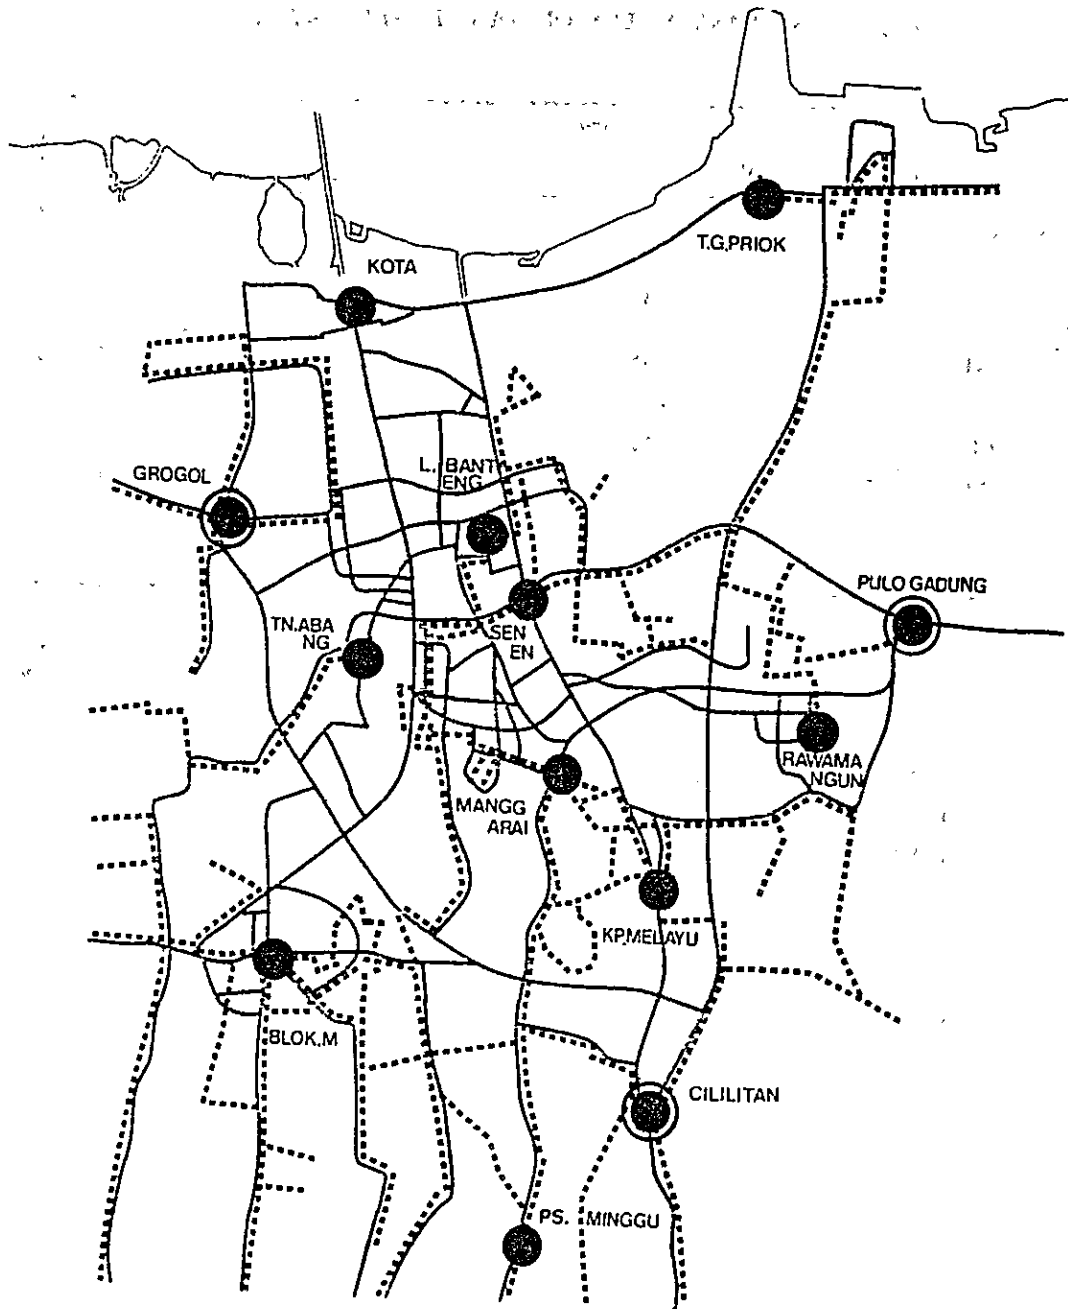 T.G.PRIOK
KOTA
GROGOL
L. BANT
ENG
PULO GADUNG
TN.ABA
NG
SEN
EN
RAWAMA
NGUN
MANGG
ARAI
KP.MELAYU
BLOK.M
CILILITAN
PS. MINGGU